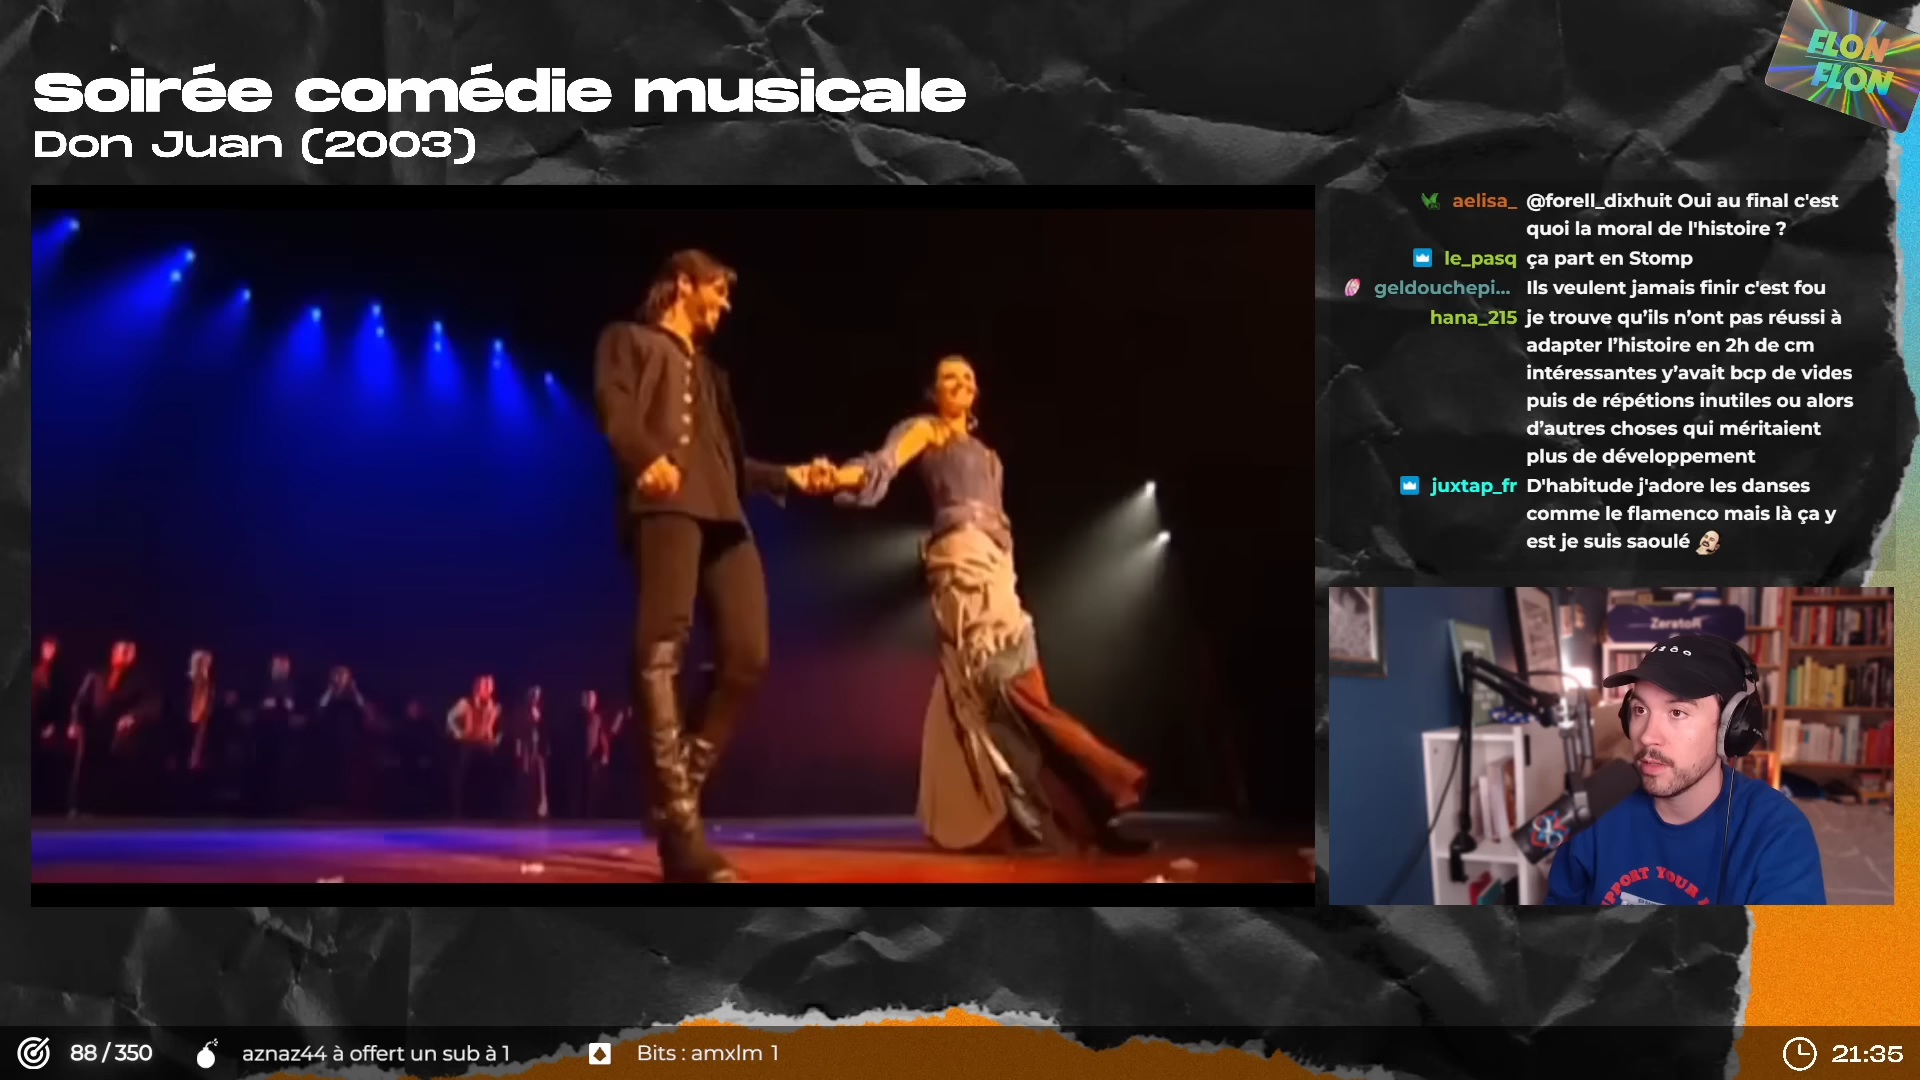 Soirée comédie musicale
Don Juan (2003)
FLON
FLON
aelisa_ @forell_dixhuit Oui au final c'est
quoi la moral de l'histoire ?
le_pasq ça part en Stomp
geldouchepi... Ils veulent jamais finir c'est fou
hana_215 je trouve qu’ils n’ont pas réussi à
adapter l’histoire en 2h de cm
intéressantes y’avait bcp de vides
puis de répétions inutiles ou alors
d’autres choses qui méritaient
plus de développement
juxtap_fr D'habitude j'adore les danses
comme le flamenco mais là ça y
est je suis saoulé
ZeratoR
88 / 350
aznaz44 à offert un sub à 1
Bits : amxlm 1
21:35